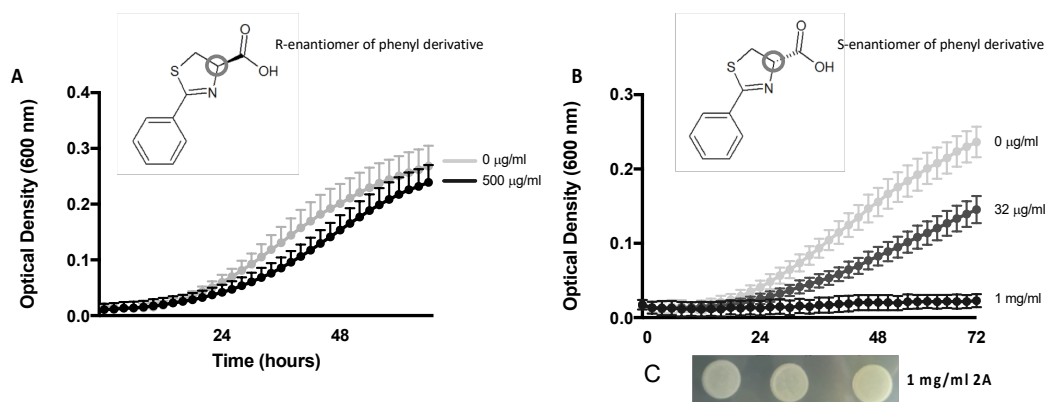 O
OH
S
N
R-enantiomer of phenyl derivative
A
0.4
0.3
0.2
0.1
0.0
Optical Density (600 nm)
24
48
Time (hours)
0 µg/ml
500 µg/ml
O
OH
S
N
S-enantiomer of phenyl derivative
B
0.3
0.2
0.1
0.0
Optical Density (600 nm)
0
24
48
72
0 µg/ml
32 µg/ml
1 mg/ml
C
1 mg/ml 2A